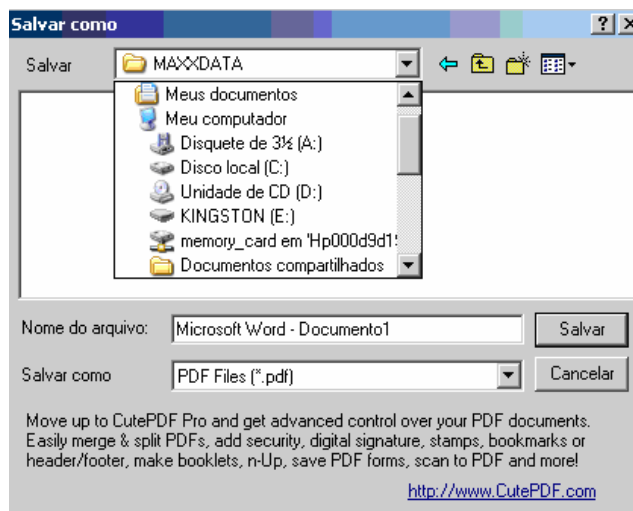 Salvar como
Salvar
MAXXDATA
Meus documentos
Meu computador
Disquete de 3½ (A:)
Disco local (C:)
Unidade de CD (D:)
KINGSTON (E:)
memory_card em 'Hp000d9d1
Documentos compartilhados
Nome do arquivo: Microsoft Word - Documento1 Salvar
Salvar como PDF Files (*.pdf) Cancelar
Move up to CutePDF Pro and get advanced control over your PDF documents.
Easily merge & split PDFs, add security, digital signature, stamps, bookmarks or
header/footer, make booklets, n-Up, save PDF forms, scan to PDF and more!
http://www.CutePDF.com